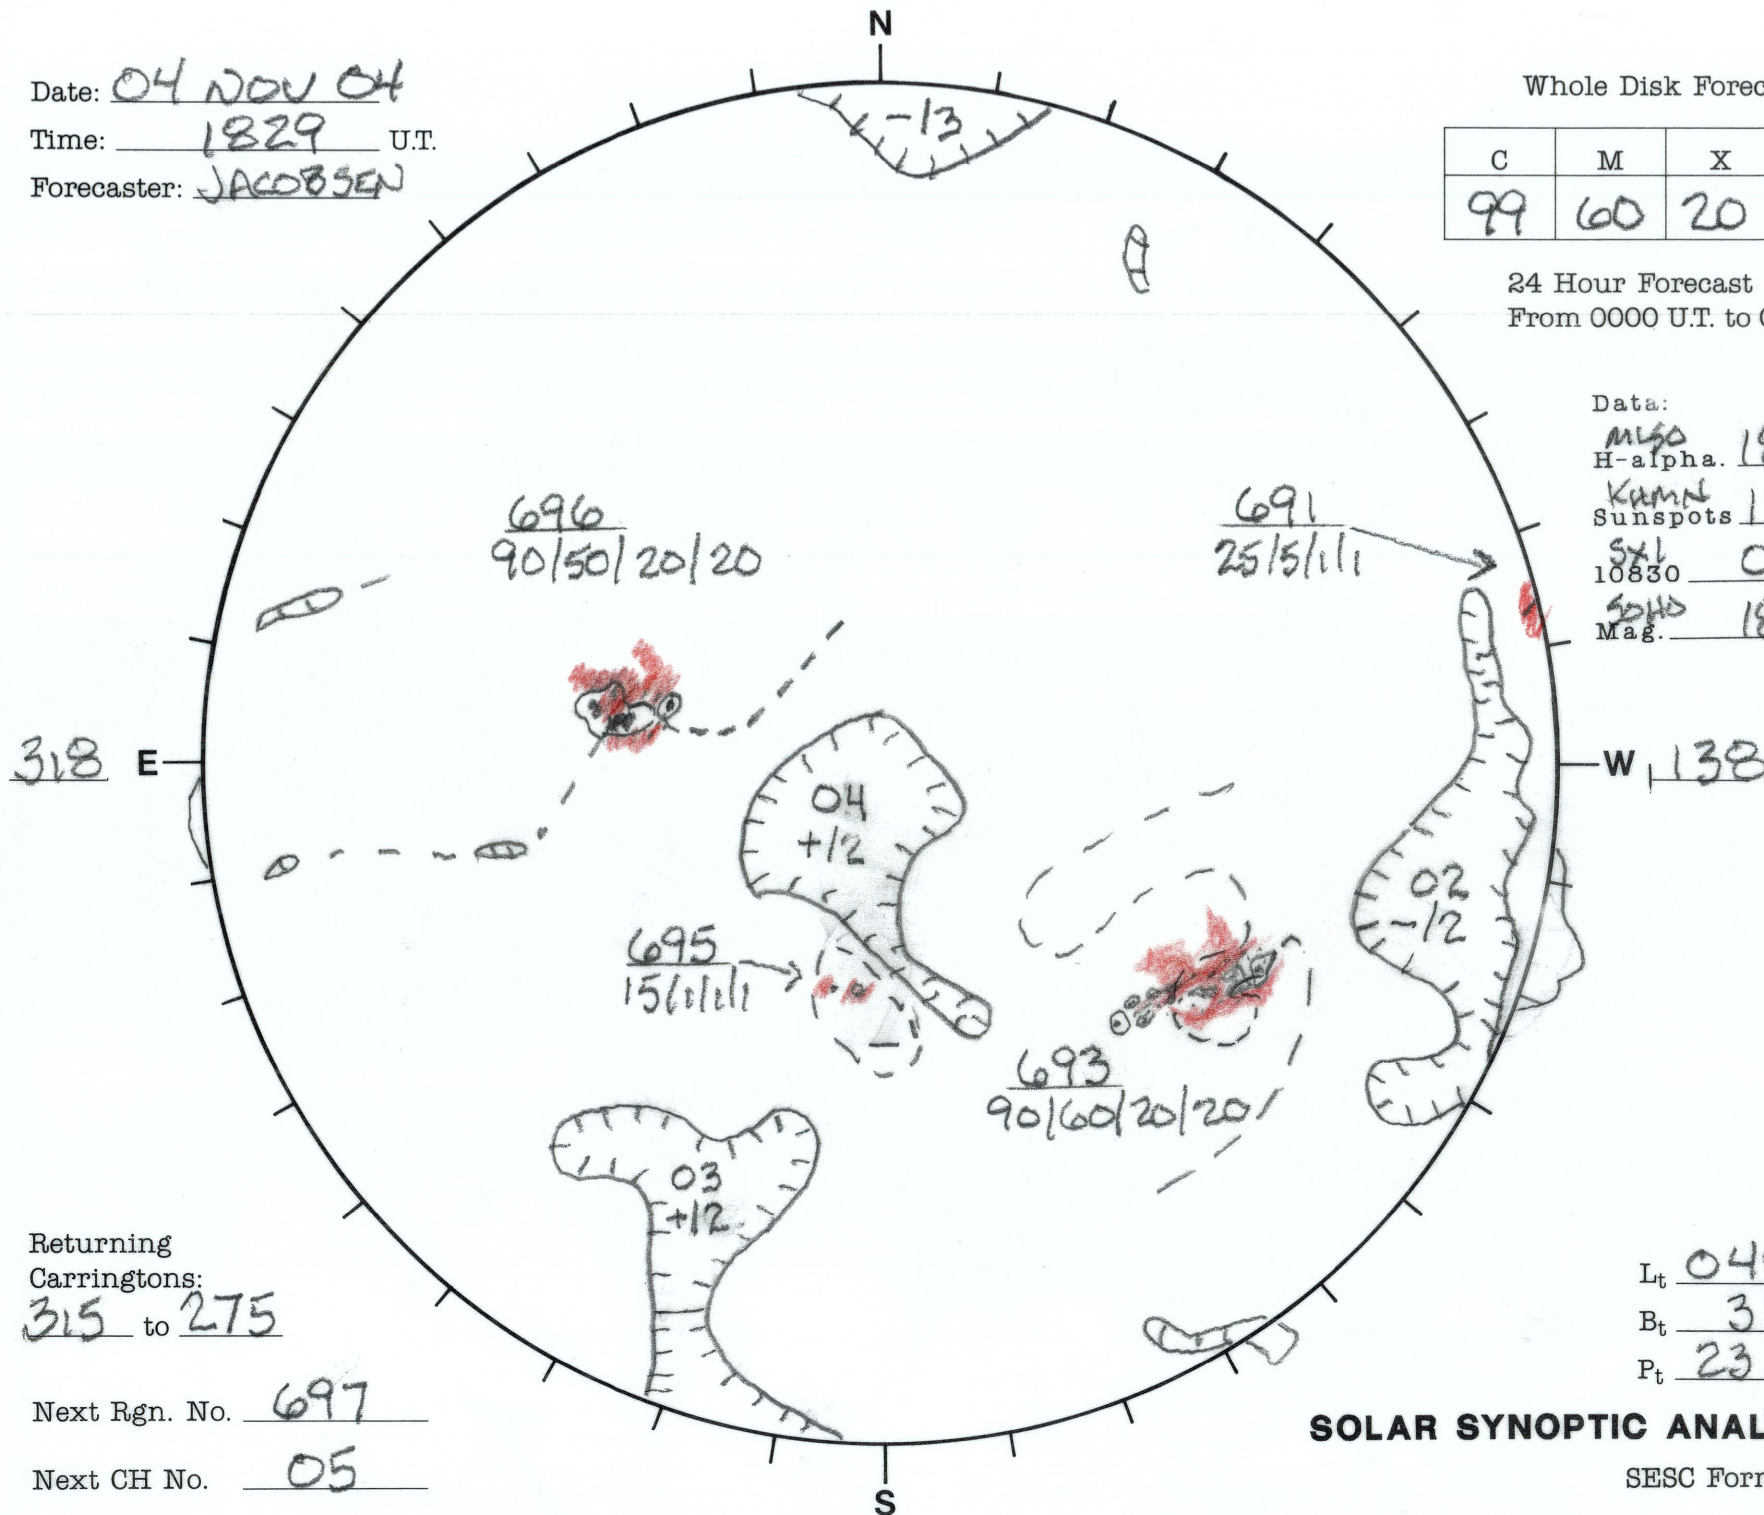 N
Date: 04 NOV 04
Time: 1829 U.T.
Forecaster: JACOBSEN
Whole Disk Forec
C M X
99 60 20
24 Hour Forecast
From 0000 U.T. to
-13
Data:
MLSO
H-alpha.
KHMN
Sunspots
SXI
10830
SOHO
Mag.
696
90/50/20/20
691
25/5/1/1
318 E
W 138
04
+12
02
-12
695
15/1/1/1
693
90/60/20/20
03
+12
Returning
Carringtons:
315 to 275
Next Rgn. No. 697
Next CH No. 05
Lt 04
Bt 3
Pt 23
SOLAR SYNOPTIC ANAL
SESC For
S